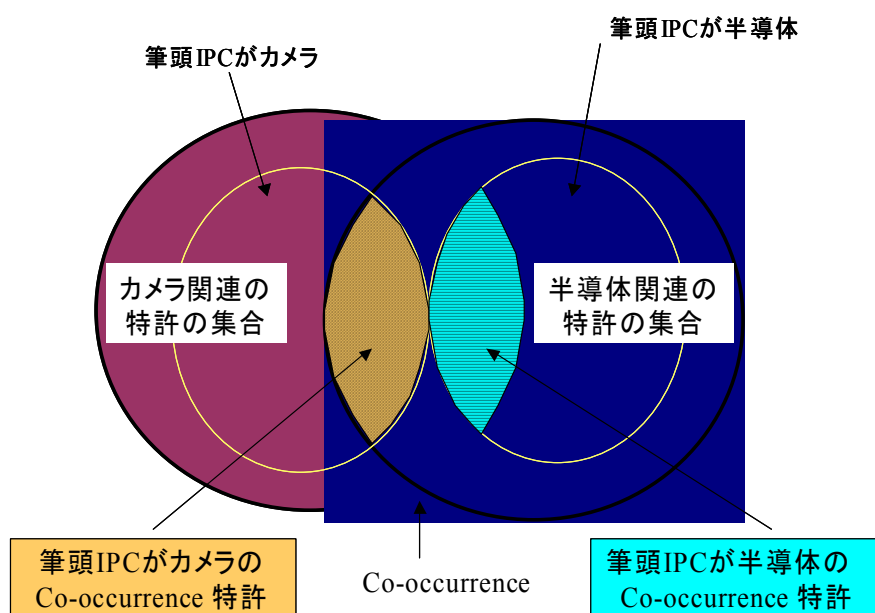 筆頭IPCがカメラ
筆頭IPCが半導体
カメラ関連の
特許の集合
半導体関連の
特許の集合
筆頭IPCがカメラの
Co-occurrence 特許
Co-occurrence
筆頭IPCが半導体の
Co-occurrence 特許